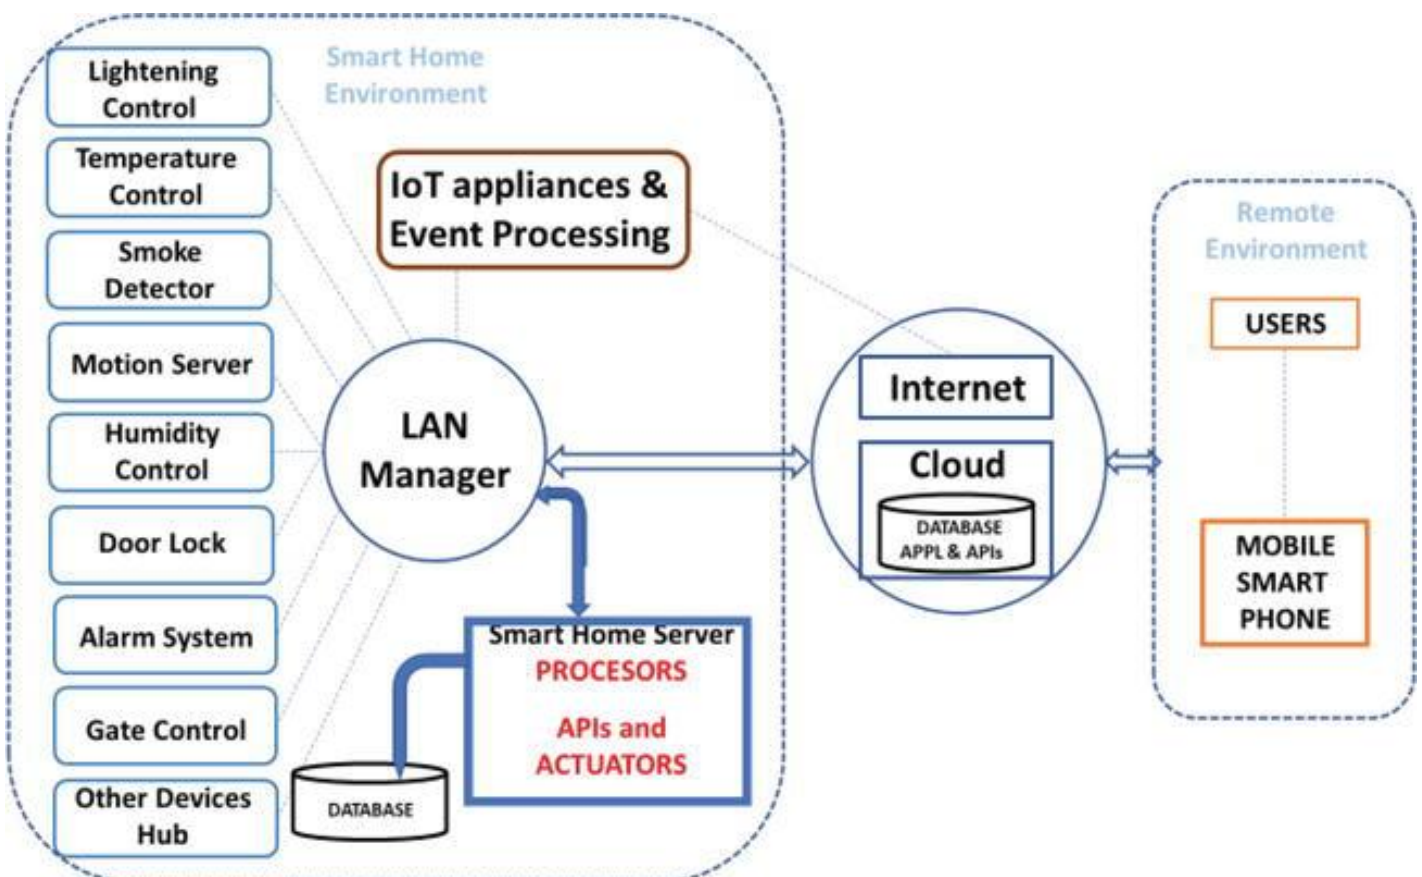 Smart Home
Environment
Lightening
Control
Temperature
Control
Smoke
Detector
Motion Server
Humidity
Control
Door Lock
Alarm System
Gate Control
Other Devices
Hub
IoT appliances &
Event Processing
LAN
Manager
Smart Home Server
PROCESORS
APIs and
ACTUATORS
DATABASE
Internet
Cloud
DATABASE
APPL & APIs
Remote
Environment
USERS
MOBILE
SMART
PHONE